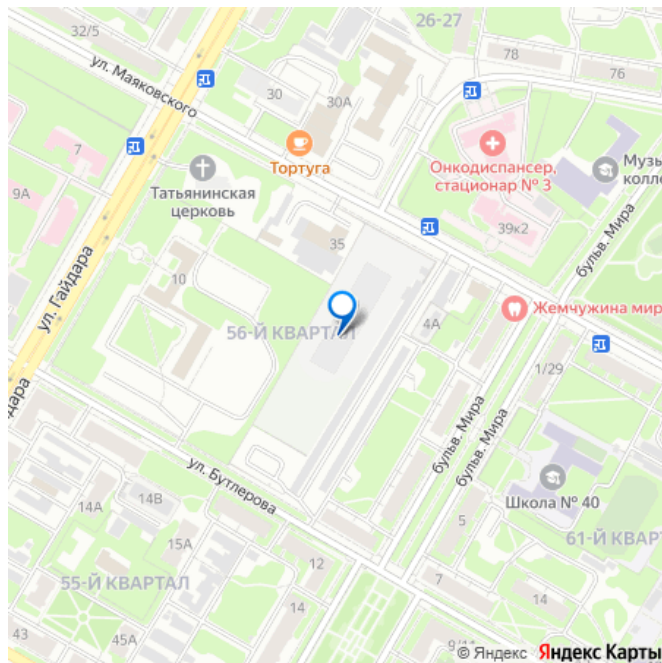 26-27
32/5
78
76
ул. Маяковского
30
30А
7
Тортуга
Онкодиспансер,
стационар № 3
Музы
колле
Татьянинская
церковь
9А
39к2
35
бульв. Мира
ул. Гайдара
10
Жемчужина мир
56-Й КВАРТАЛ
4А
1/29
дара
бульв. Мира
бульв. Мира
ул. Бутлерова
Школа № 40
14В
14А
5
61-Й КВАРТ
15А
12
55-Й КВАРТАЛ
7
14
14
43
45А
9/11
© Яндекс Яндекс Карты